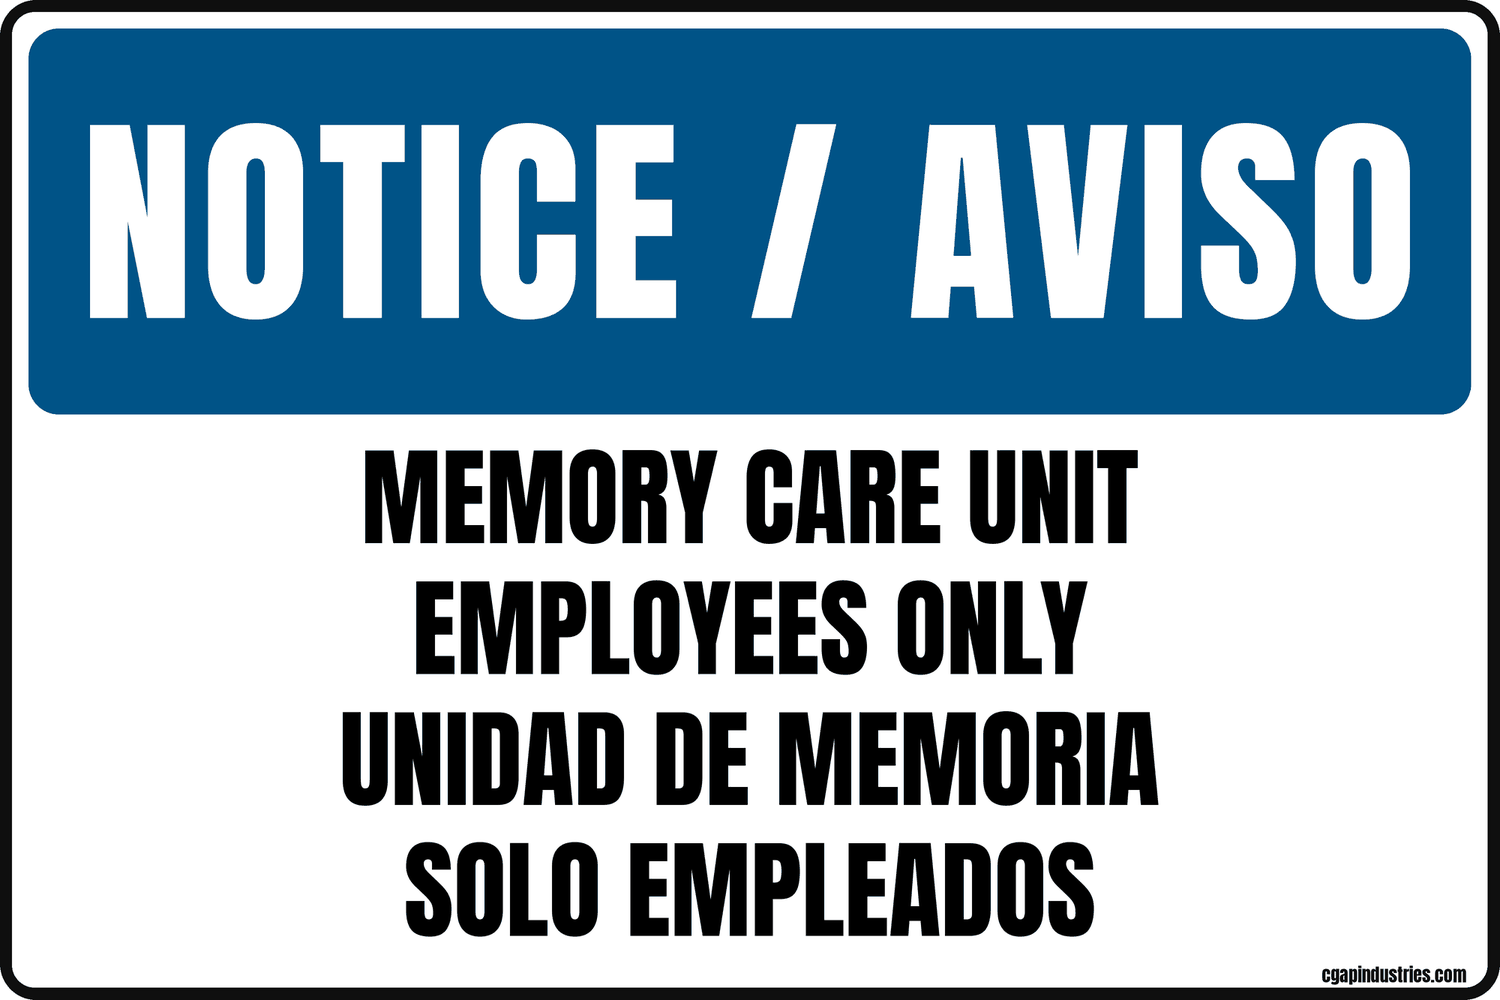 NOTICE / AVISO
MEMORY CARE UNIT
EMPLOYEES ONLY
UNIDAD DE MEMORIA
SOLO EMPLEADOS
cgapindustries.com